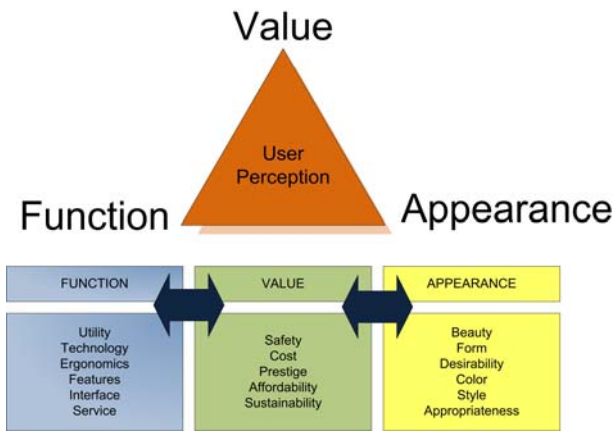 Value
User
Perception
Function
Appearance
FUNCTION
VALUE
APPEARANCE
Utility
Technology
Ergonomics
Features
Interface
Service
Safety
Cost
Prestige
Affordability
Sustainability
Beauty
Form
Desirability
Color
Style
Appropriateness